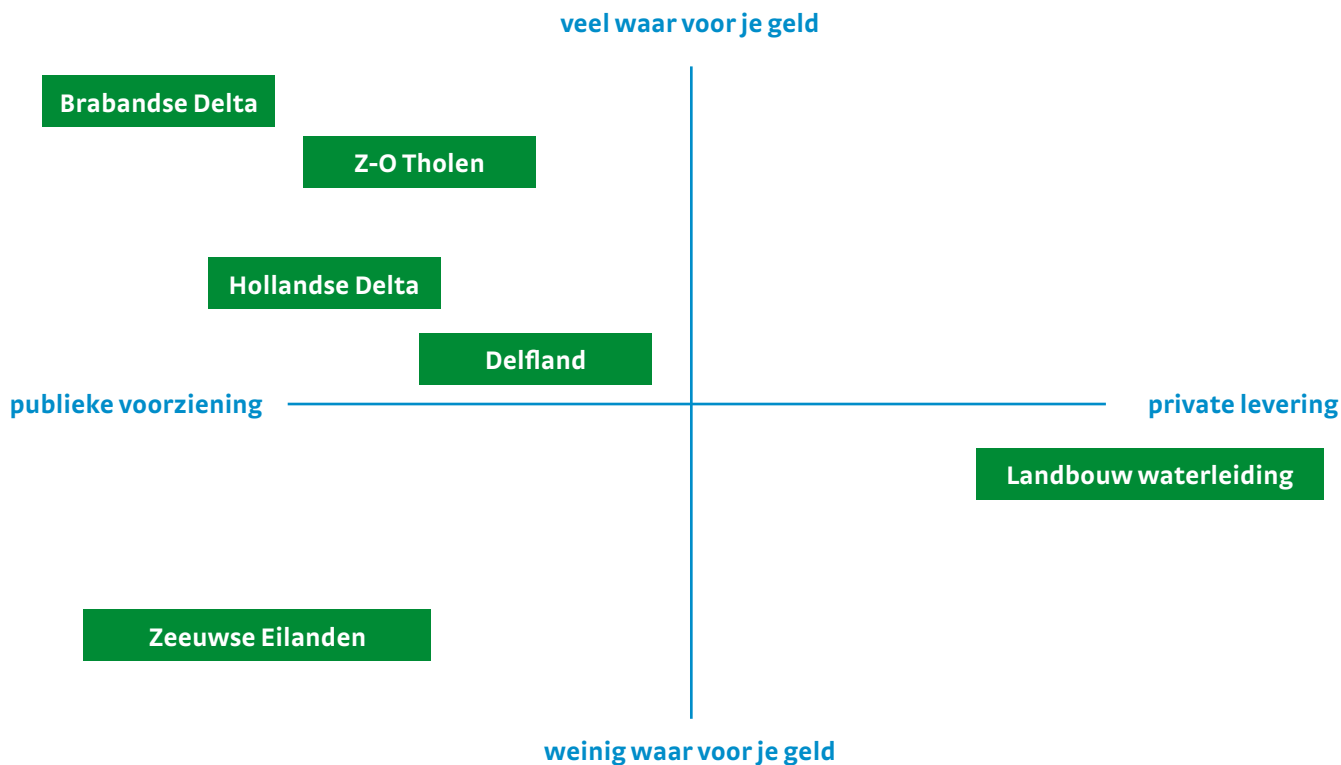 veel waar voor je geld
Brabandse Delta
Z-O Tholen
Hollandse Delta
Delfland
publieke voorziening
private levering
Landbouw waterleiding
Zeeuwse Eilanden
weinig waar voor je geld